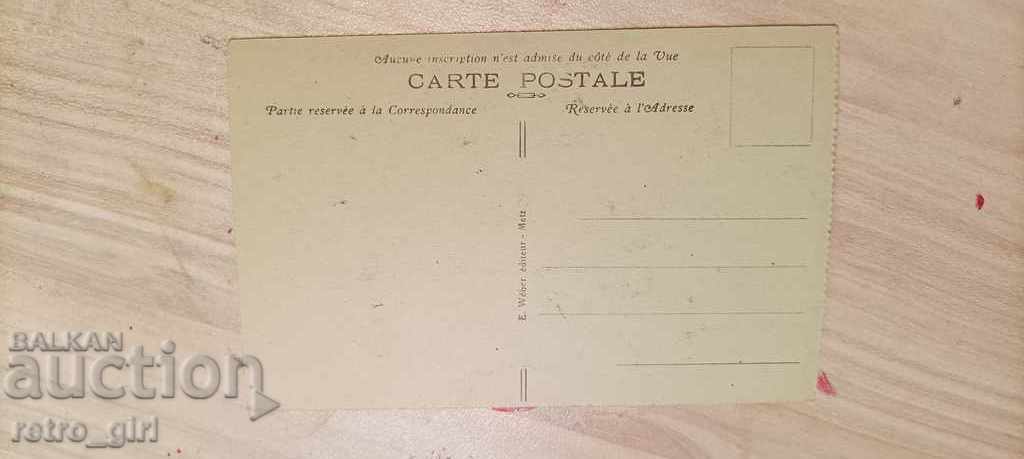 Aucune inscription n'est admise du côté de la Vue
CARTE POSTALE
Partie reservée à la Correspondance
Réservée à l'Adresse
E. Wéber, éditeur - Metz
BALKAN
auction
retro_girl